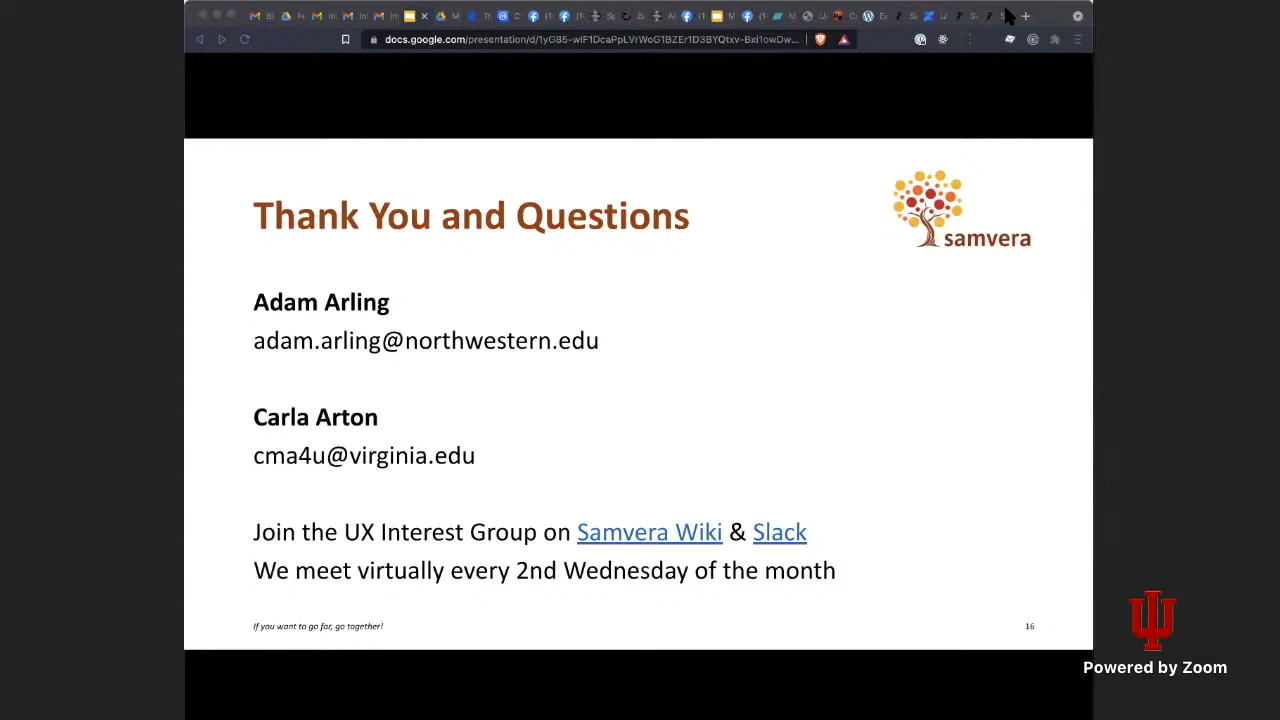 docs.google.com/presentation/d/1yG85-wlF1DcaPpLVrWoG1BZEr1D3BYQtxv-Bxi1owDw...
Thank You and Questions
samvera
Adam Arling
adam.arling@northwestern.edu
Carla Arton
cma4u@virginia.edu
Join the UX Interest Group on Samvera Wiki & Slack
We meet virtually every 2nd Wednesday of the month
If you want to go far, go together!
16
Powered by Zoom